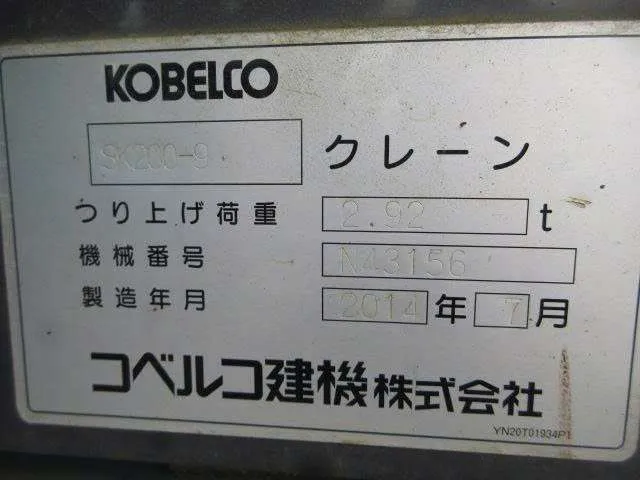 KOBELCO
SK200-9 クレーン
つり上げ荷重 2.92 t
機械番号 N43156
製造年月 2014 年 7 月
コベルコ建機株式会社
YN20T01934P1